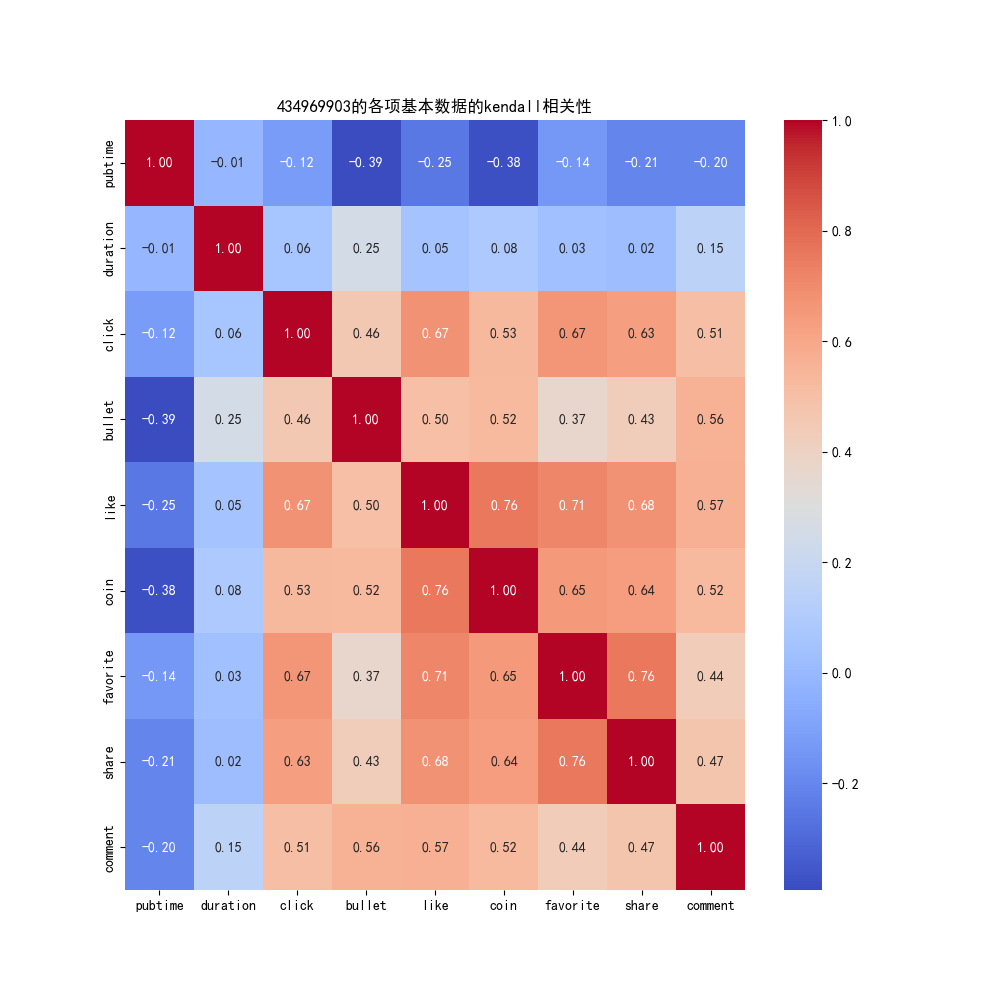 434969903的各项基本数据的kendall相关性
pubtime 1.00 -0.01 -0.12 -0.39 -0.25 -0.38 -0.14 -0.21 -0.20
duration -0.01 1.00 0.06 0.25 0.05 0.08 0.03 0.02 0.15
click -0.12 0.06 1.00 0.46 0.67 0.53 0.67 0.63 0.51
bullet -0.39 0.25 0.46 1.00 0.50 0.52 0.37 0.43 0.56
like -0.25 0.05 0.67 0.50 1.00 0.76 0.71 0.68 0.57
coin -0.38 0.08 0.53 0.52 0.76 1.00 0.65 0.64 0.52
favorite -0.14 0.03 0.67 0.37 0.71 0.65 1.00 0.76 0.44
share -0.21 0.02 0.63 0.43 0.68 0.64 0.76 1.00 0.47
comment -0.20 0.15 0.51 0.56 0.57 0.52 0.44 0.47 1.00
pubtime duration click bullet like coin favorite share comment
1.0
0.8
0.6
0.4
0.2
0.0
-0.2